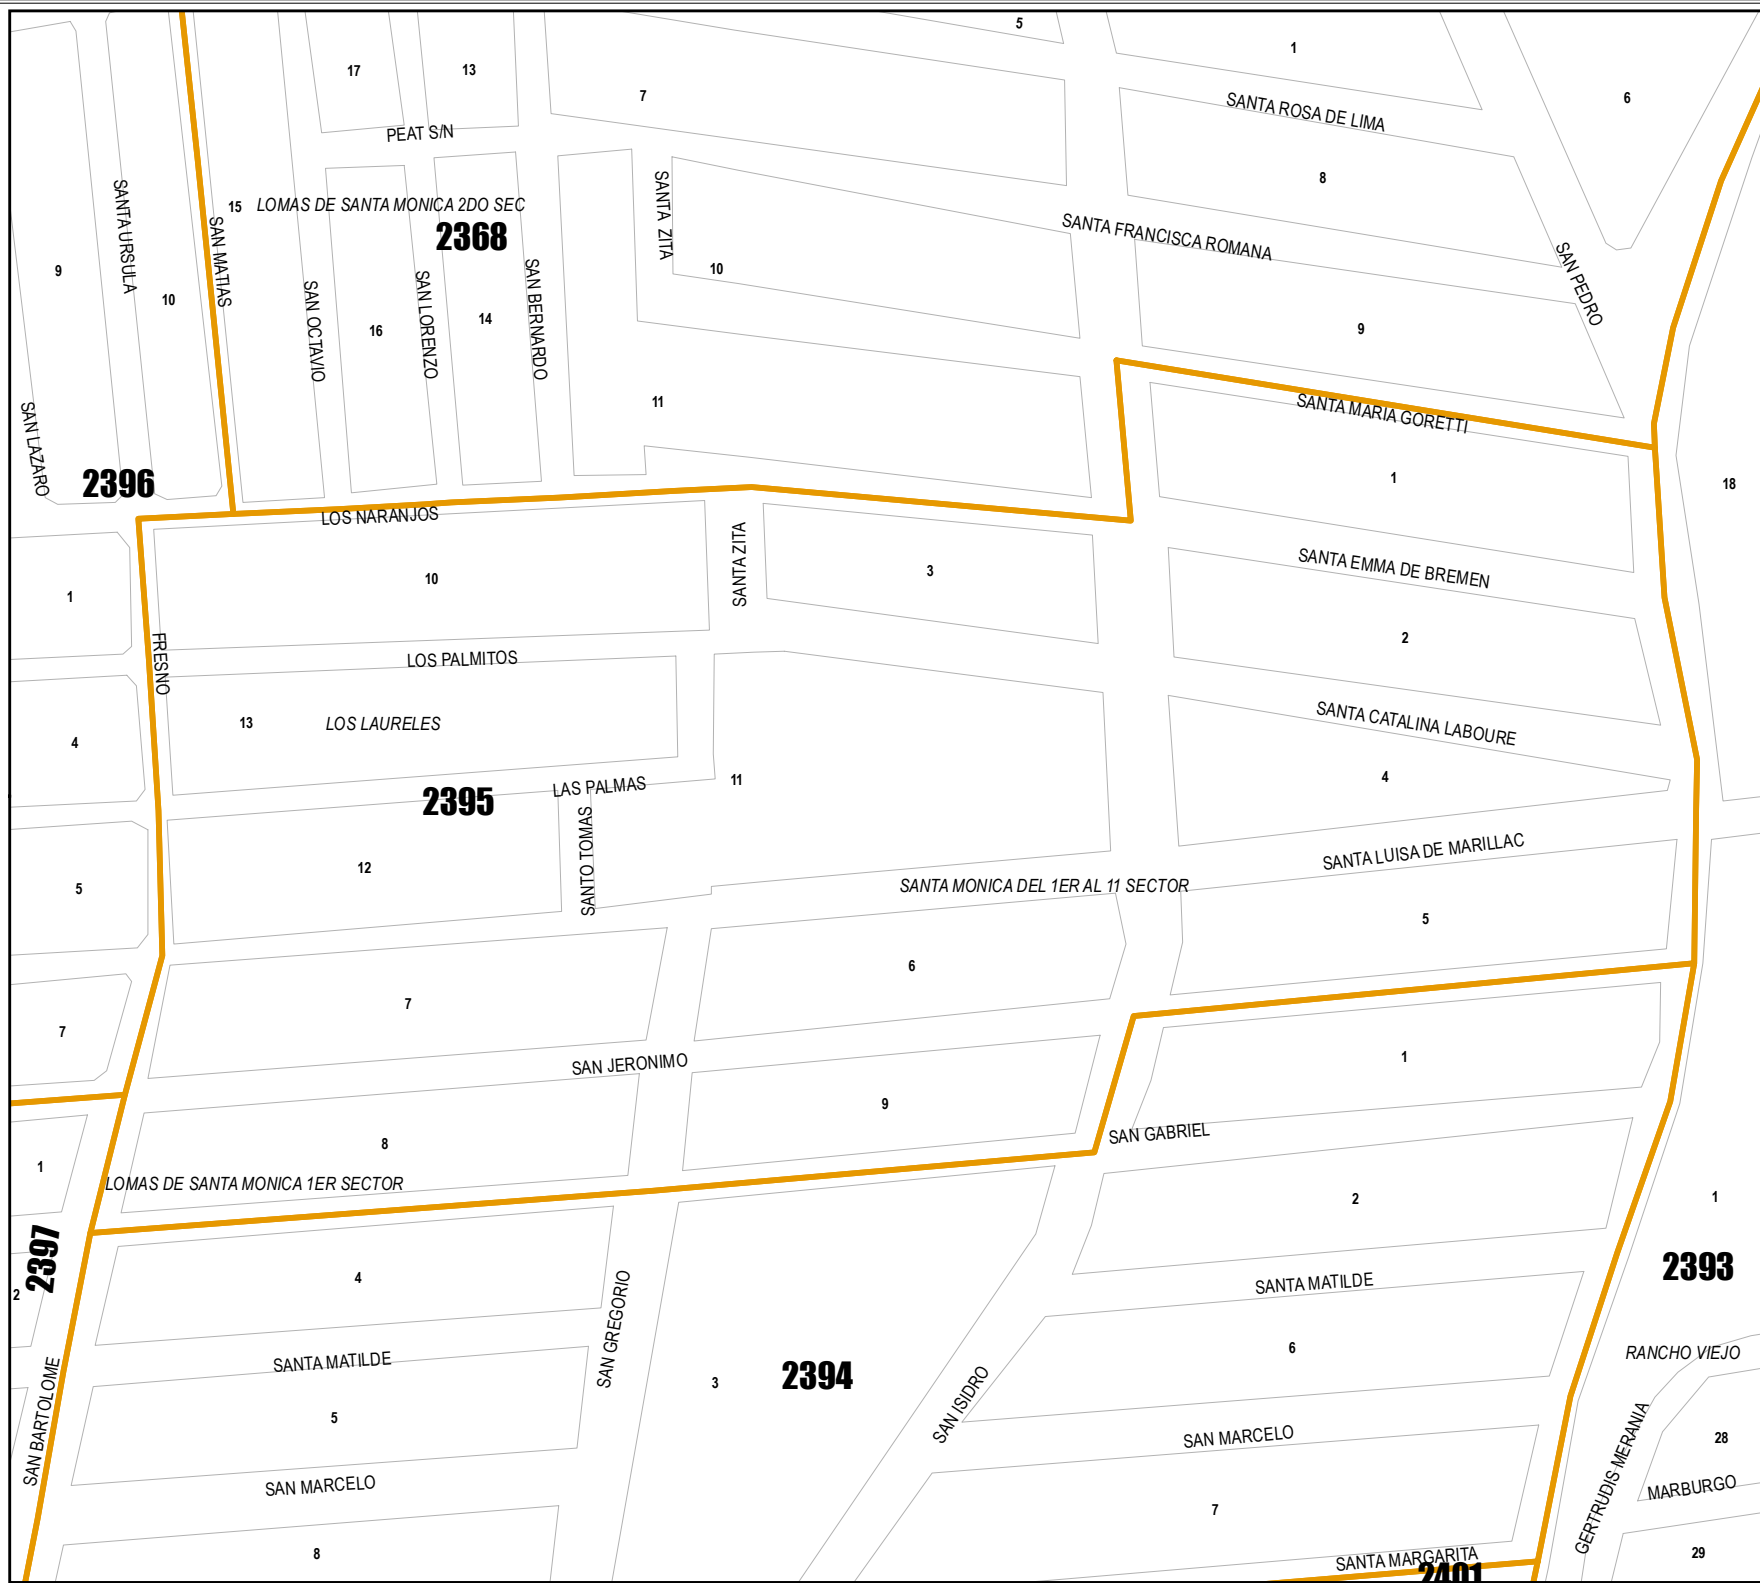 5
1
17
13
7
6
SANTA ROSA DE LIMA
PEAT S/N
8
SANTA URSULA
15
LOMAS DE SANTA MONICA 2DO SEC
SANTA ZITA
SANTA FRANCISCA ROMANA
2368
SAN MATIAS
9
10
10
SAN PEDRO
SAN OCTAVIO
SAN LORENZO
SAN BERNARDO
16
14
9
11
SANTA MARIA GORETTI
SAN LAZARO
2396
1
18
LOS NARANJOS
SANTA ZITA
10
3
SANTA EMMA DE BREMEN
1
2
FRESNO
LOS PALMITOS
13
LOS LAURELES
SANTA CATALINA LABOURE
4
11
4
LAS PALMAS
2395
SANTO TOMAS
12
SANTA LUISA DE MARILLAC
5
SANTA MONICA DEL 1ER AL 11 SECTOR
5
6
7
7
SAN JERONIMO
1
9
8
SAN GABRIEL
1
LOMAS DE SANTA MONICA 1ER SECTOR
2
1
2397
2
4
SAN GREGORIO
SANTA MATILDE
2393
SANTA MATILDE
6
RANCHO VIEJO
3
2394
SAN ISIDRO
SAN BARTOLOME
5
SAN MARCELO
28
SAN MARCELO
GERTRUDIS MERANIA
MARBURGO
7
8
SANTA MARGARITA
29
2401